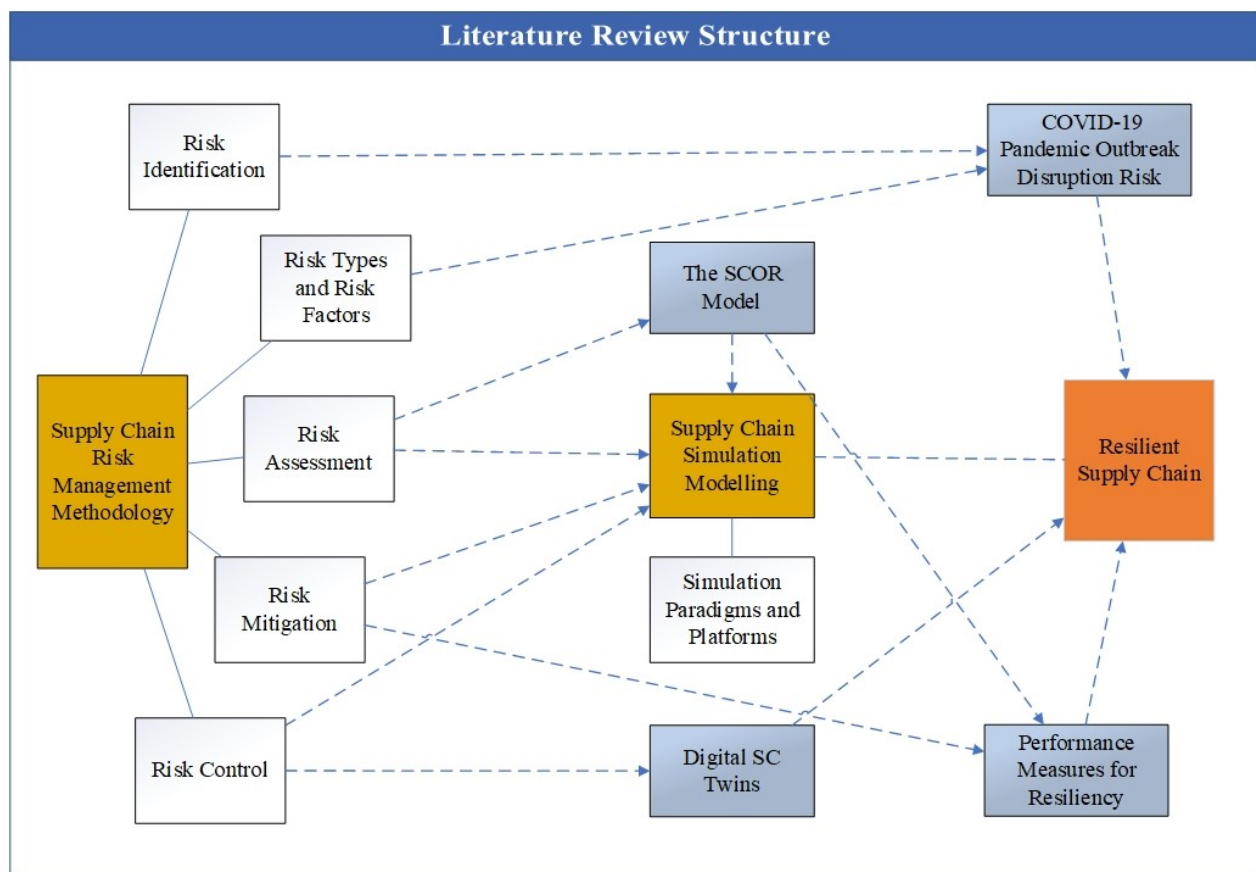 Literature Review Structure
Risk
Identification
COVID-19
Pandemic Outbreak
Disruption Risk
Risk Types
and Risk
Factors
The SCOR
Model
Supply Chain
Risk
Management
Methodology
Risk
Assessment
Supply Chain
Simulation
Modelling
Resilient
Supply Chain
Risk
Mitigation
Simulation
Paradigms and
Platforms
Risk Control
Digital SC
Twins
Performance
Measures for
Resiliency